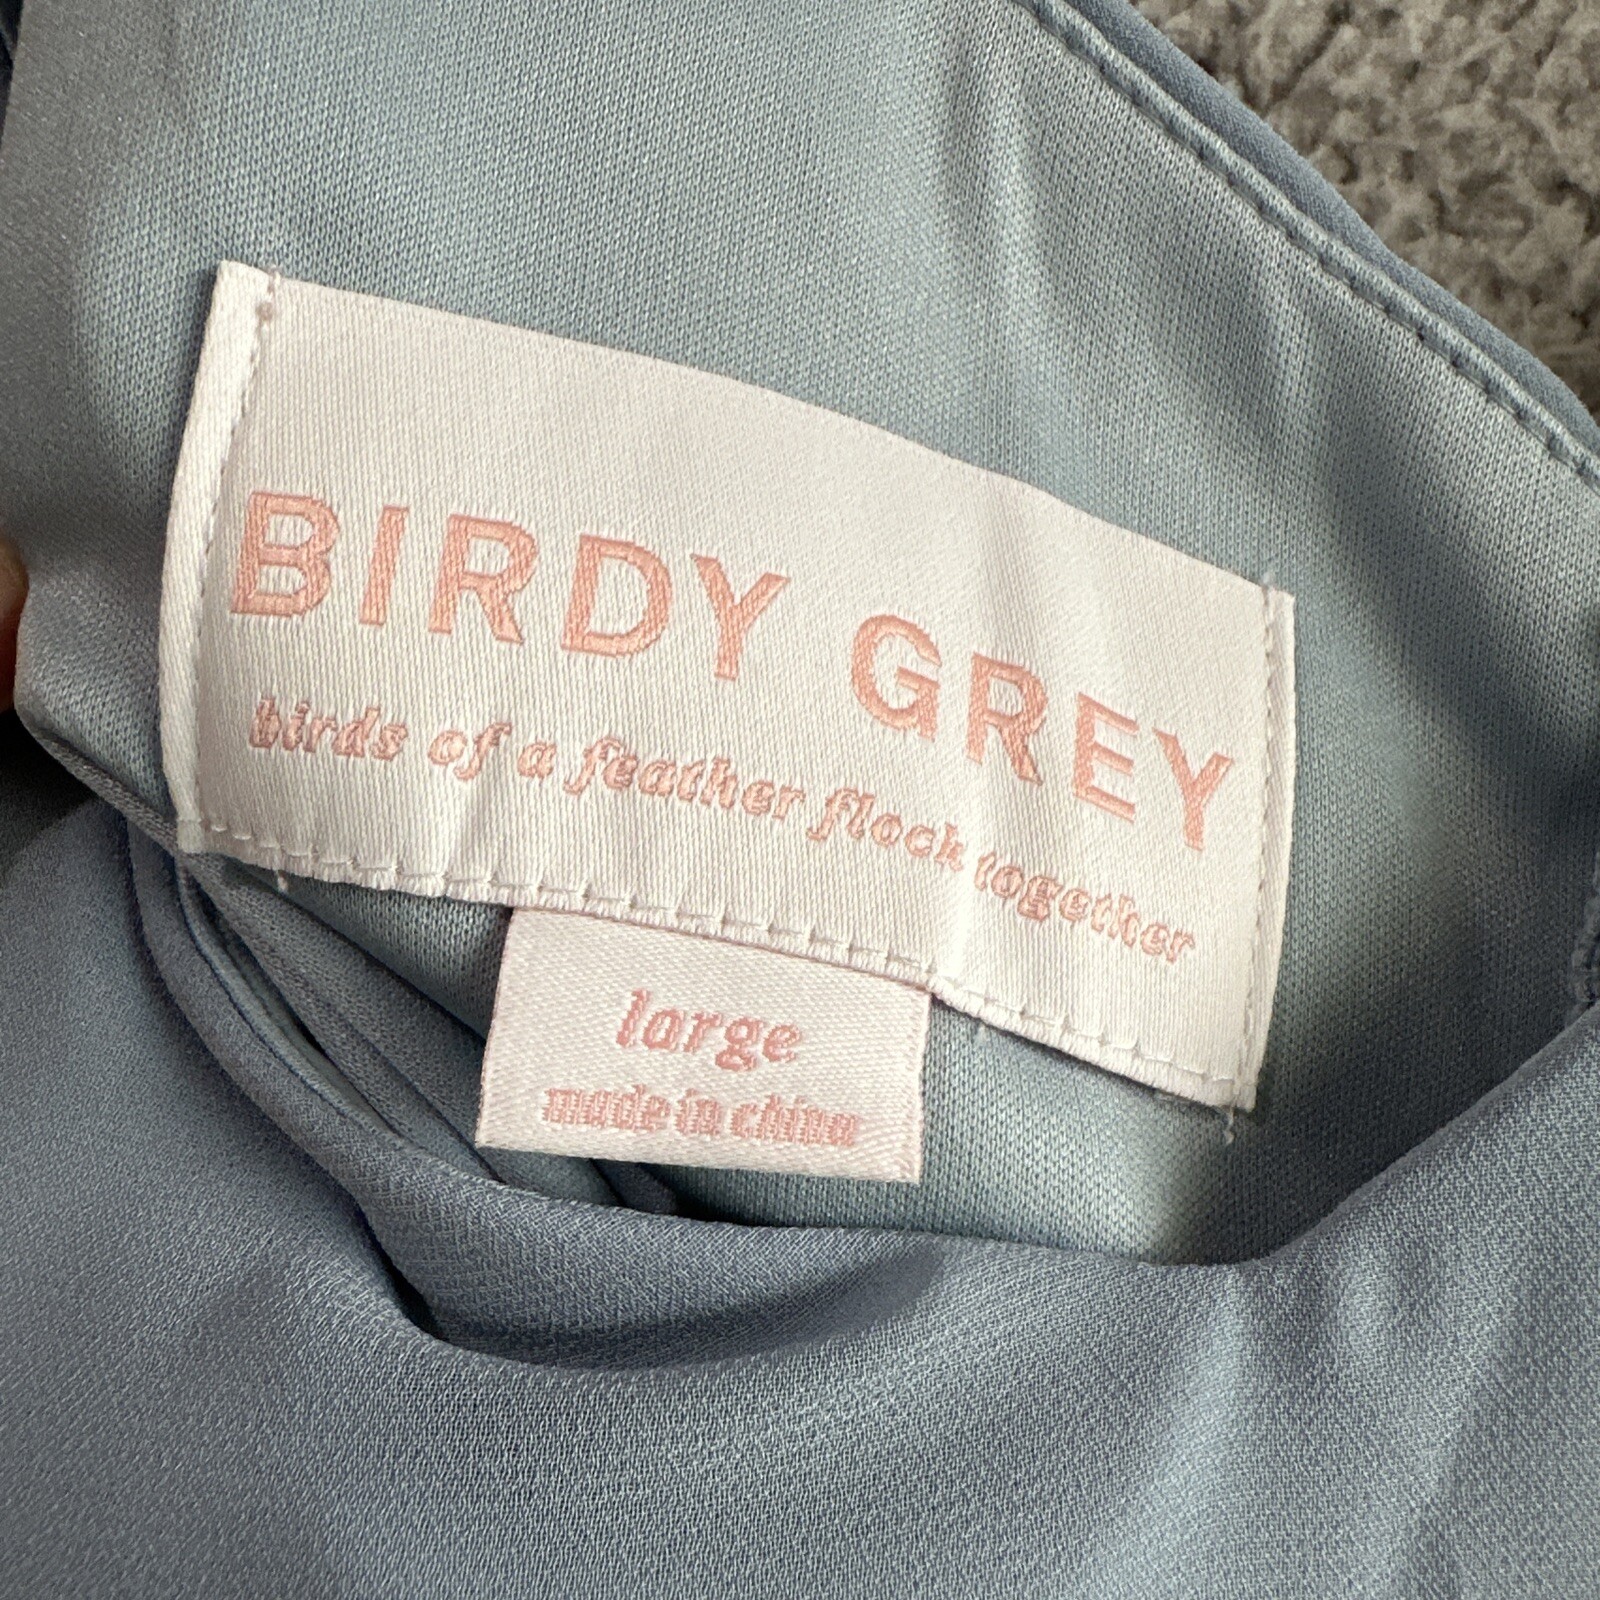 BIRDY GREY
birds of a feather flock together
large
made in china